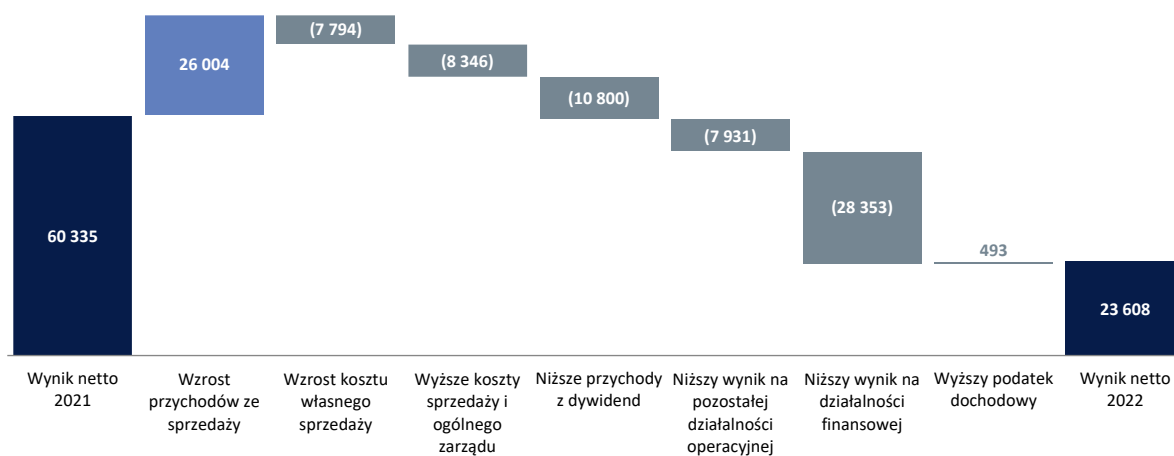 (7 794)
26 004
(8 346)
(10 800)
(7 931)
(28 353)
60 335
493
23 608
Wynik netto
2021
Wzrost
przychodów ze
sprzedaży
Wzrost kosztu
własnego
sprzedaży
Wyższe koszty
sprzedaży i
ogólnego
zarządu
Niższe przychody
z dywidend
Niższy wynik na
pozostałej
działalności
operacyjnej
Niższy wynik na
działalności
finansowej
Wyższy podatek
dochodowy
Wynik netto
2022